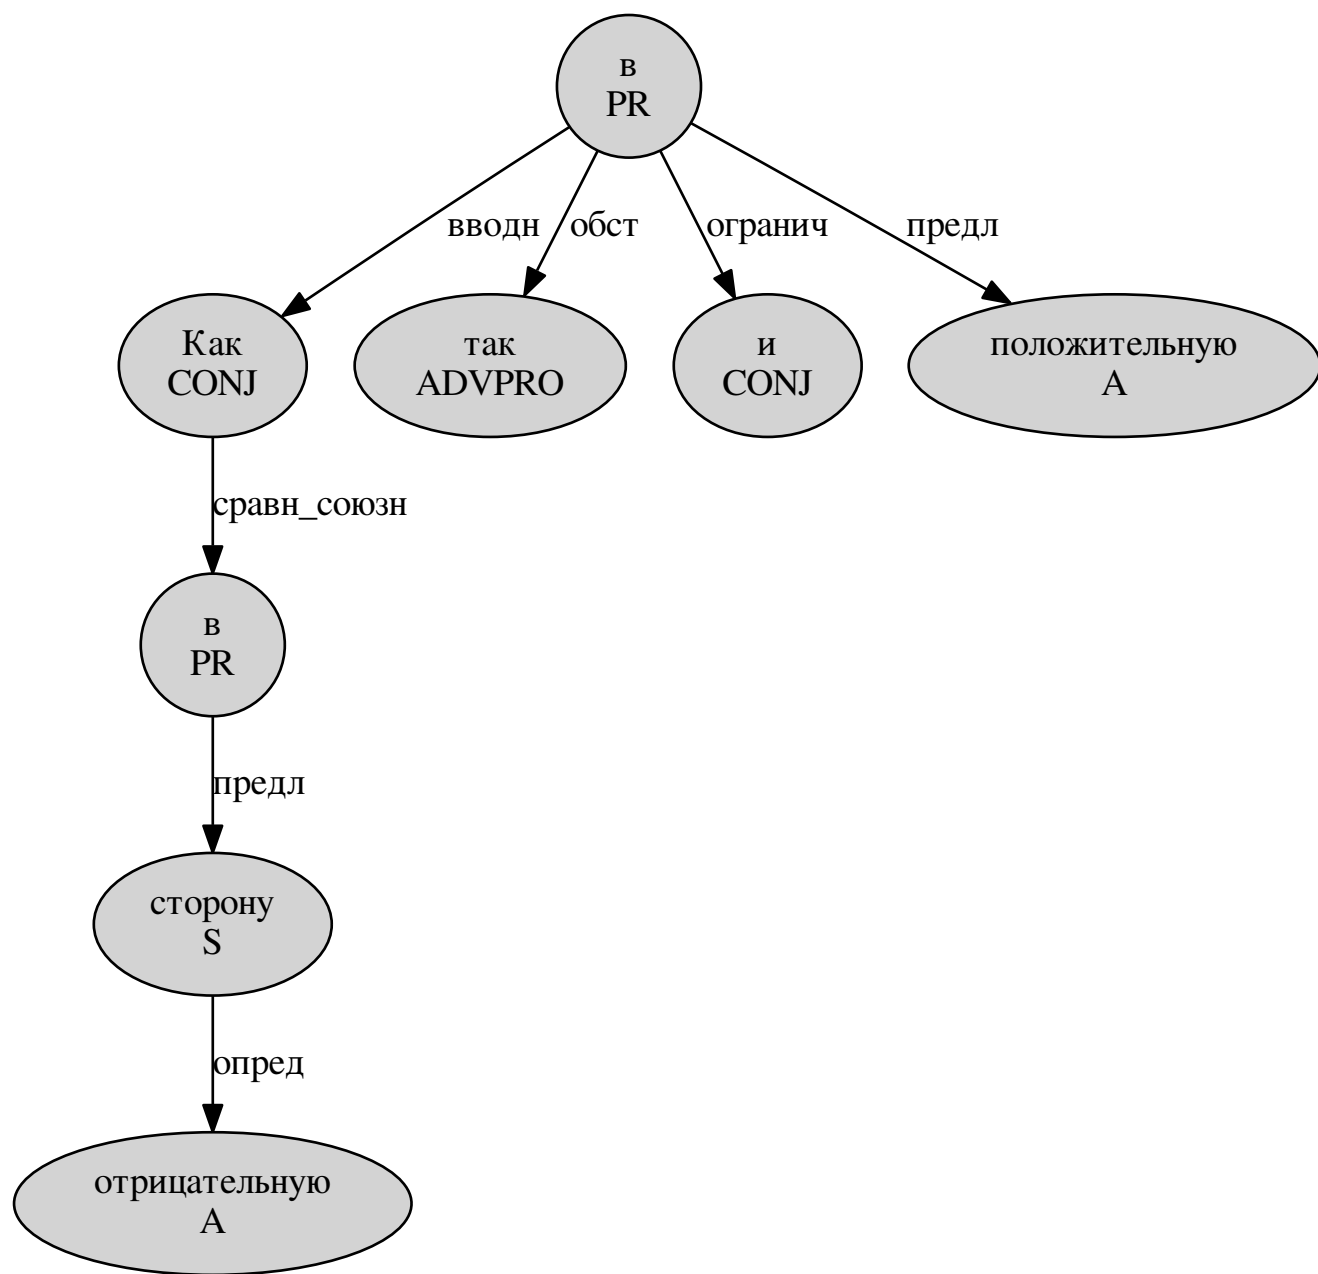 в
PR
вводн
обст
огранич
предл
Как
CONJ
так
ADVPRO
и
CONJ
положительную
A
сравн_союзн
в
PR
предл
сторону
S
опред
отрицательную
A